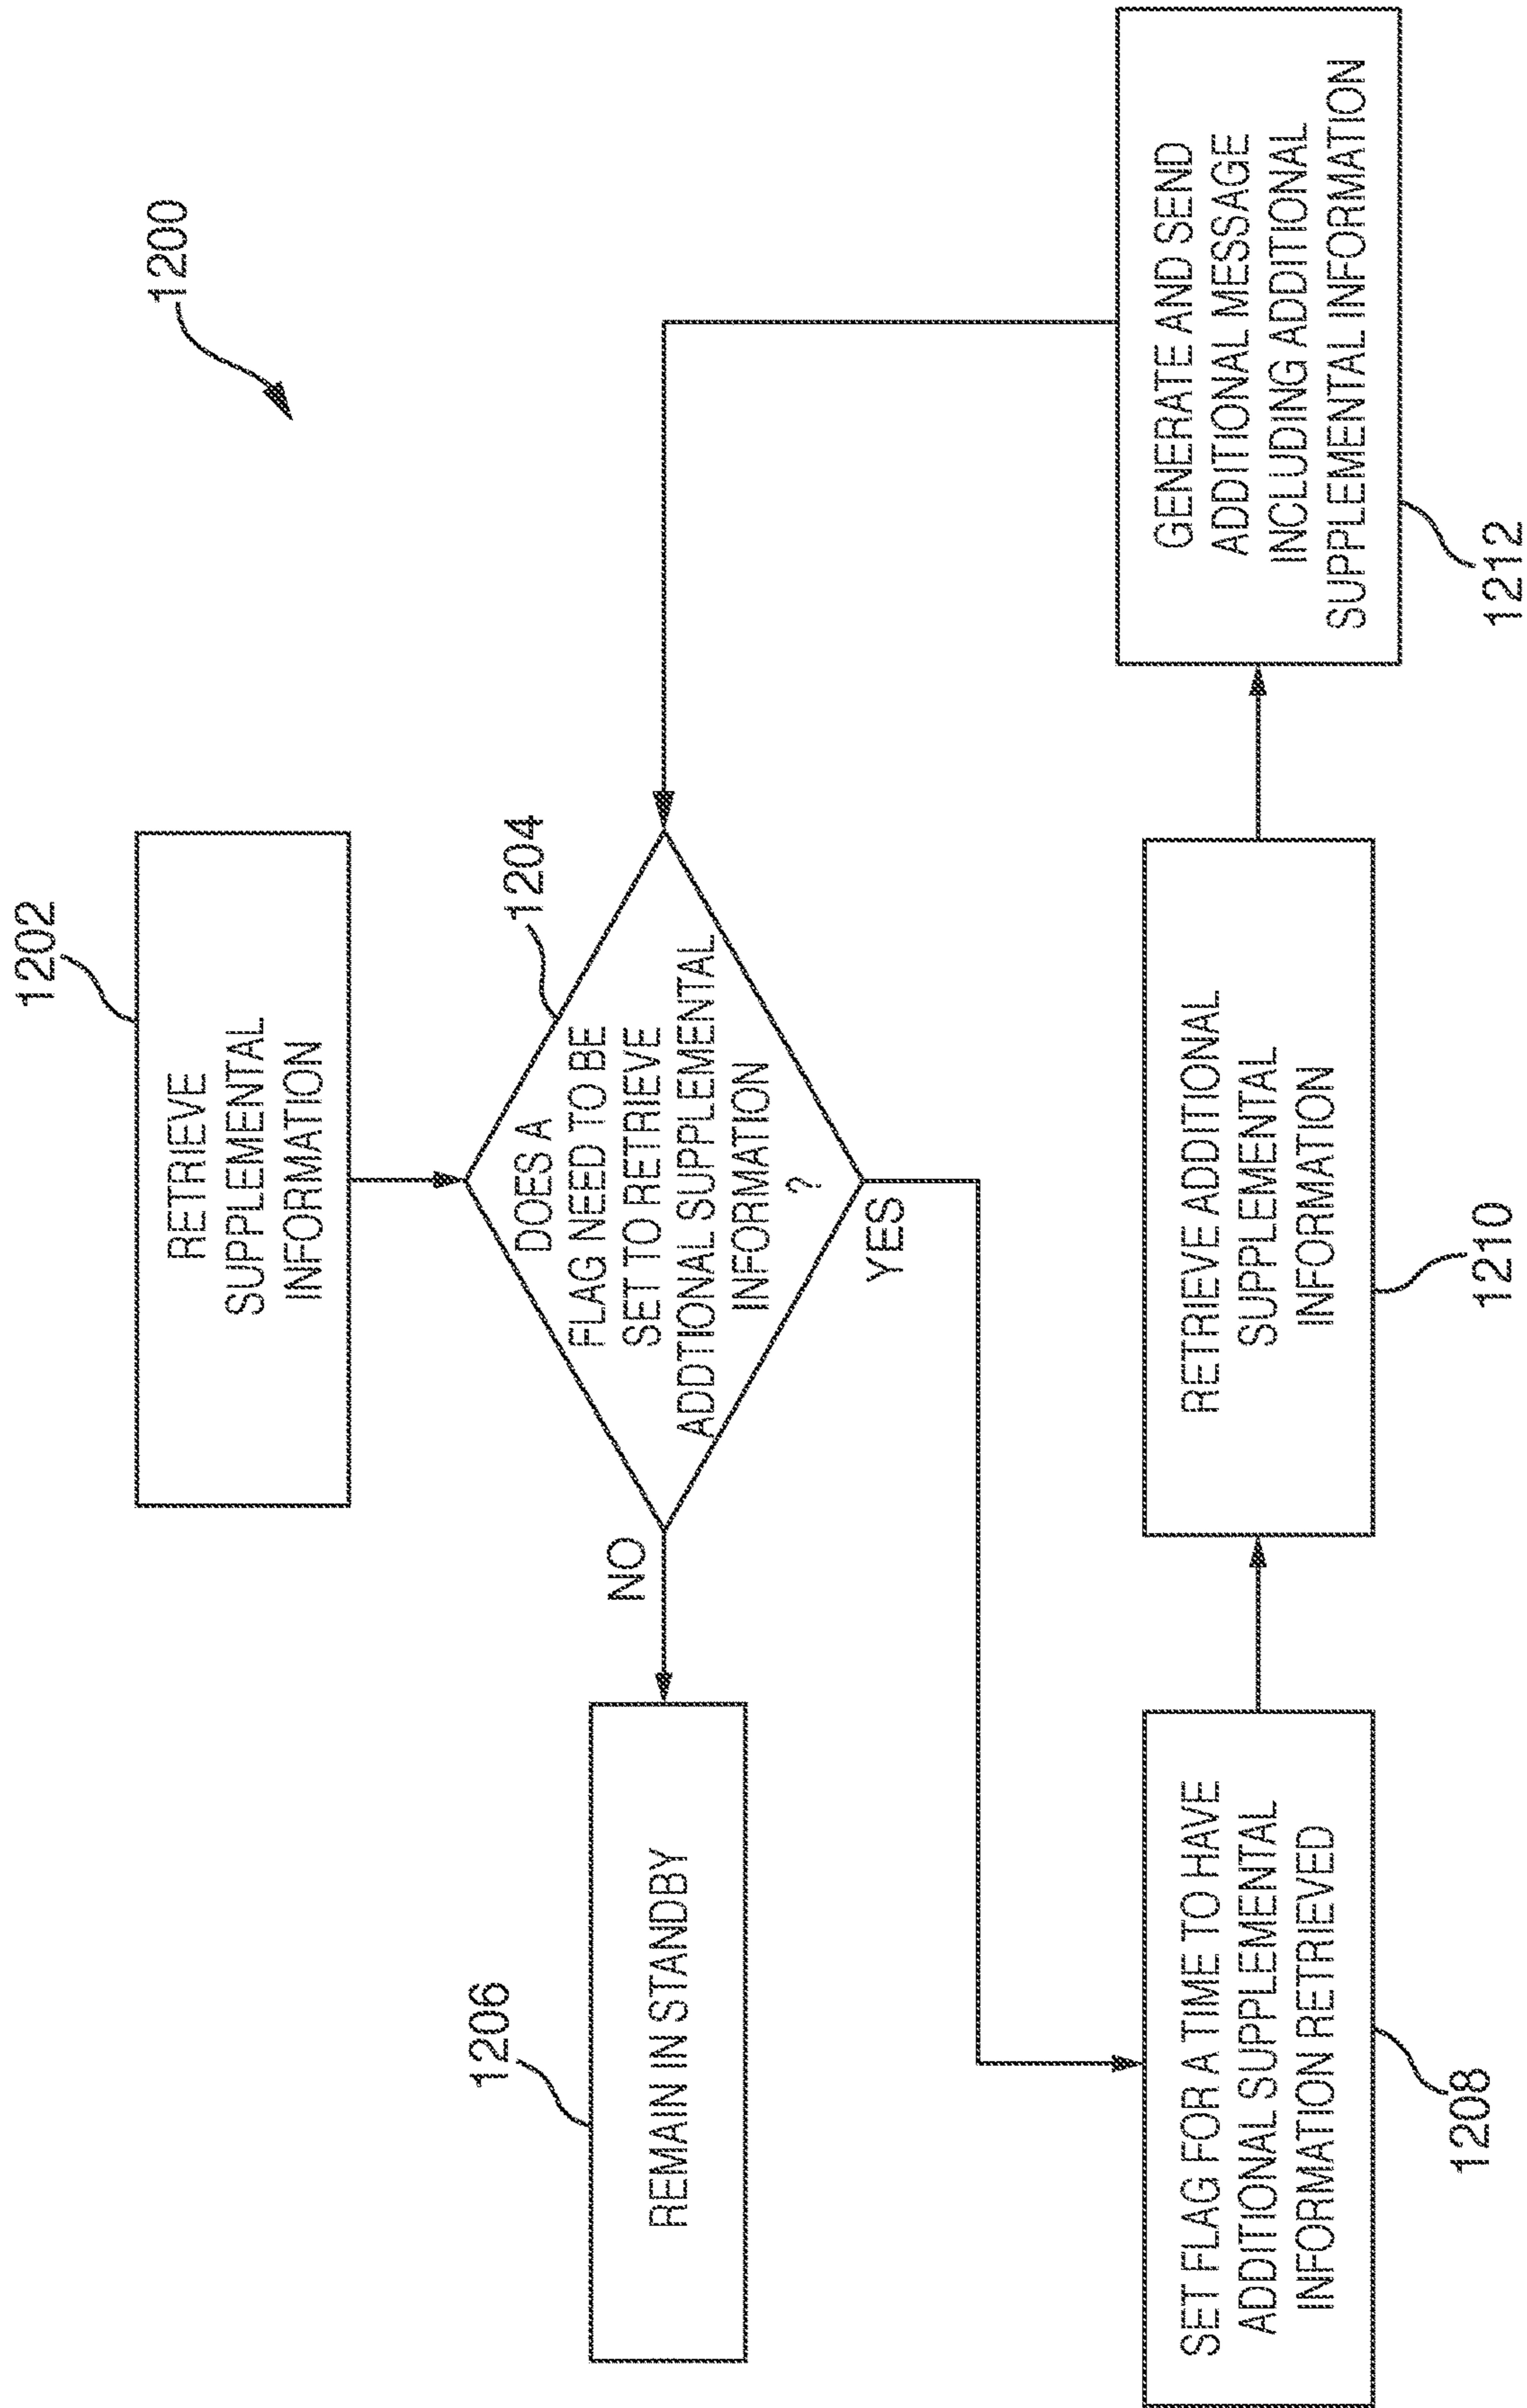 1200
1202
RETRIEVE
SUPPLEMENTAL
INFORMATION
1204
DOES A
FLAG NEED TO BE
SET TO RETRIEVE
ADDTIONAL SUPPLEMENTAL
INFORMATION
?
NO
YES
1206
REMAIN IN STANDBY
SET FLAG FOR A TIME TO HAVE
ADDITIONAL SUPPLEMENTAL
INFORMATION RETRIEVED
1208
RETRIEVE ADDITIONAL
SUPPLEMENTAL
INFORMATION
1210
GENERATE AND SEND
ADDITIONAL MESSAGE
INCLUDING ADDITIONAL
SUPPLEMENTAL INFORMATION
1212